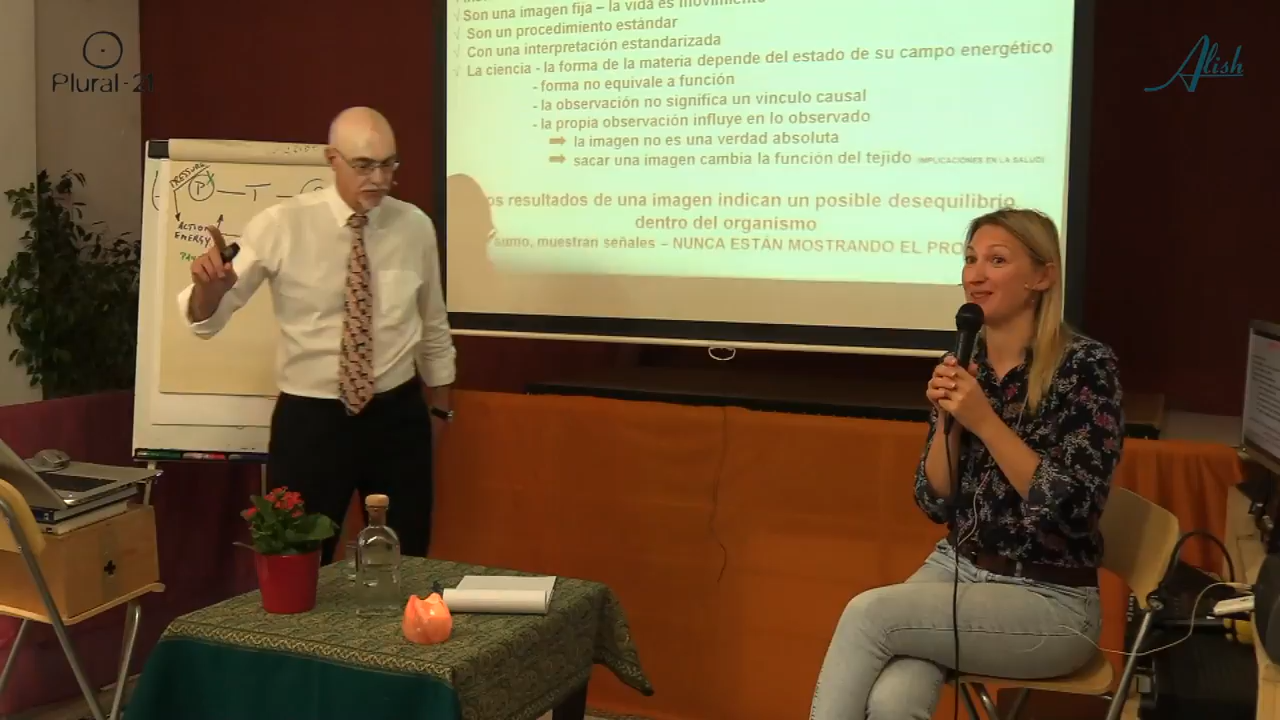 Plural-21
Alish
√ Son una imagen fija – la vida es movimiento
√ Son un procedimiento estándar
√ Con una interpretación estandarizada
√ La ciencia - la forma de la materia depende del estado de su campo energético
- forma no equivale a función
- la observación no significa un vínculo causal
- la propia observación influye en lo observado
➡ la imagen no es una verdad absoluta
➡ sacar una imagen cambia la función del tejido (IMPLICACIONES EN LA SALUD)
os resultados de una imagen indican un posible desequilibrio
dentro del organismo
sumo, muestran señales – NUNCA ESTÁN MOSTRANDO EL PRO
PRESSURE
P — T —
ACTION
ENERGY